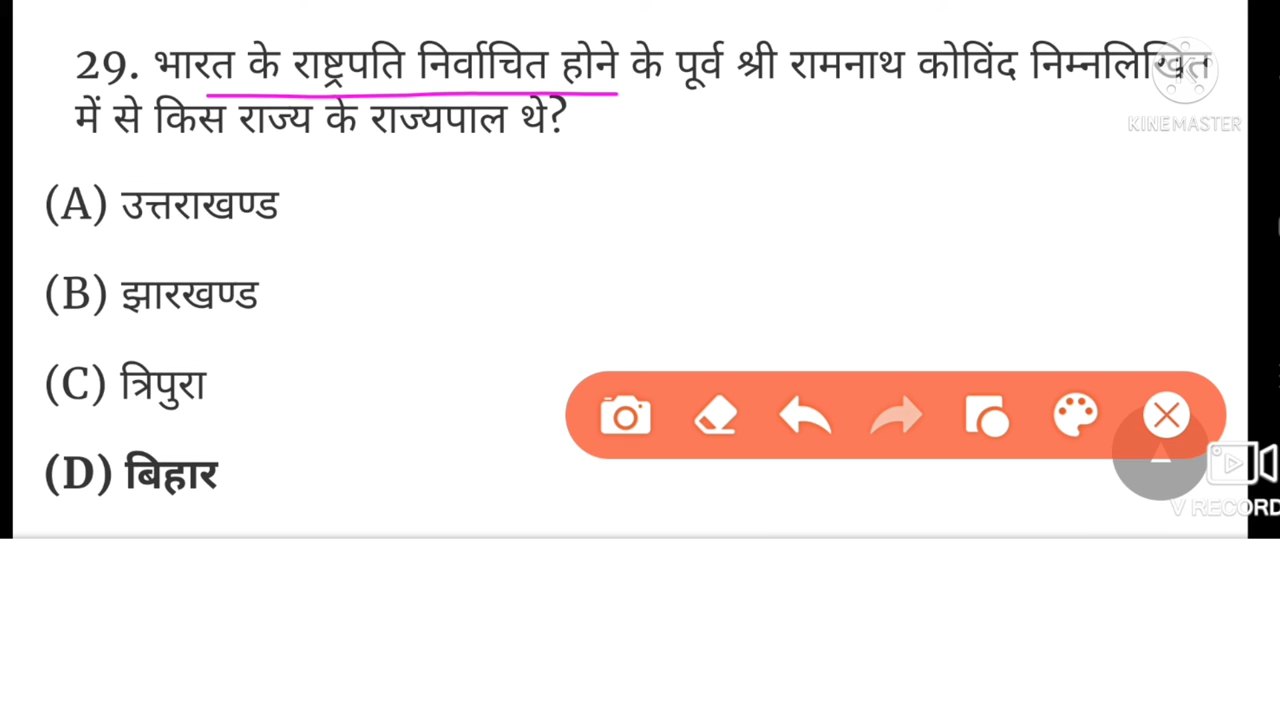 29. भारत के राष्ट्रपति निर्वाचित होने के पूर्व श्री रामनाथ कोविंद निम्नलिखित
KINEMASTER
में से किस राज्य के राज्यपाल थे?
(A) उत्तराखण्ड
(B) झारखण्ड
(C) त्रिपुरा
(D) बिहार
V RECORD